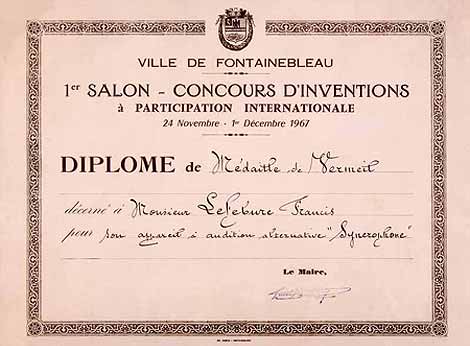 VILLE DE FONTAINEBLEAU
1er SALON - CONCOURS D'INVENTIONS
à PARTICIPATION INTERNATIONALE
24 Novembre - 1er Décembre 1967
DIPLOME de Médaille de Vermeil
décerné à Monsieur Lefebure Francis
pour son appareil à audition alternative "Syncrophone"
Le Maire,